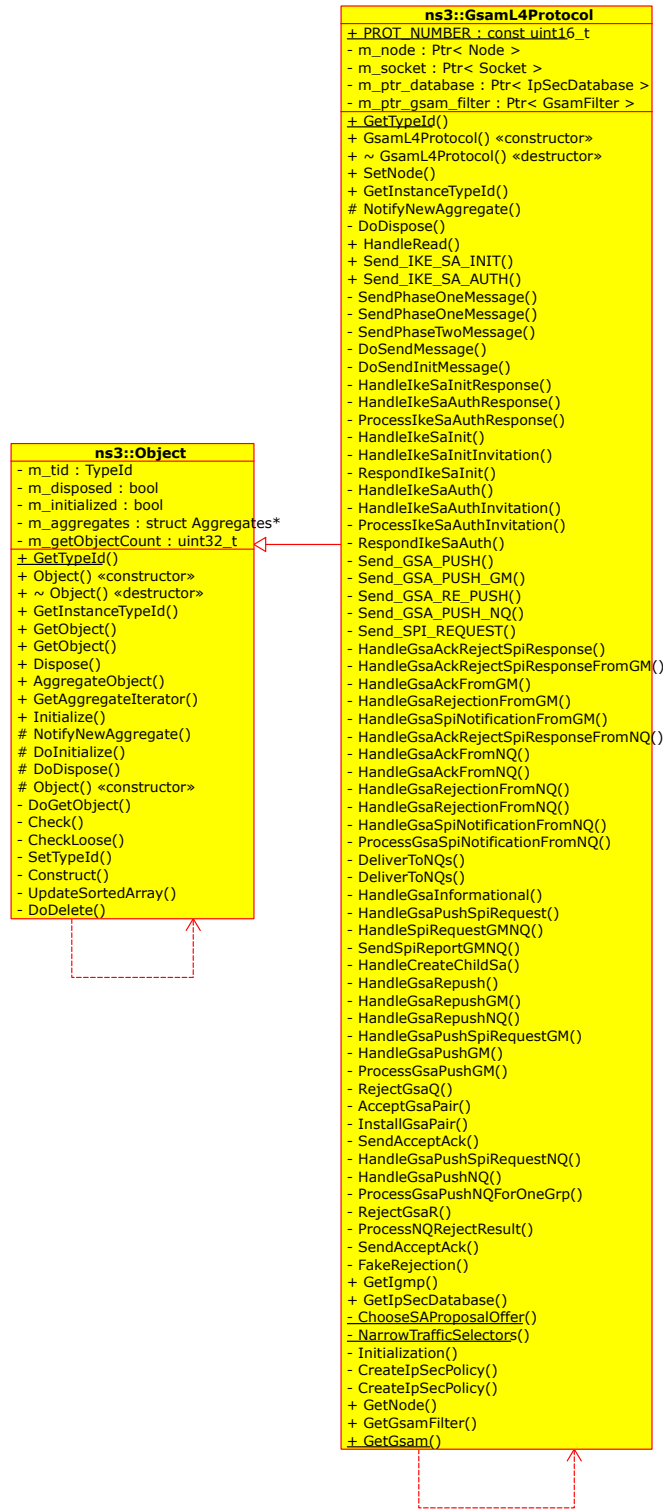 ns3::GsamL4Protocol
+ PROT_NUMBER : const uint16_t
- m_node : Ptr< Node >
- m_socket : Ptr< Socket >
- m_ptr_database : Ptr< IpSecDatabase >
- m_ptr_gsam_filter : Ptr< GsamFilter >
+ GetTypeId()
+ GsamL4Protocol() «constructor»
+ ~ GsamL4Protocol() «destructor»
+ SetNode()
+ GetInstanceTypeId()
# NotifyNewAggregate()
- DoDispose()
+ HandleRead()
+ Send_IKE_SA_INIT()
+ Send_IKE_SA_AUTH()
- SendPhaseOneMessage()
- SendPhaseOneMessage()
- SendPhaseTwoMessage()
- DoSendMessage()
- DoSendInitMessage()
- HandleIkeSaInitResponse()
- HandleIkeSaAuthResponse()
- ProcessIkeSaAuthResponse()
- HandleIkeSaInit()
- HandleIkeSaInitInvitation()
- RespondIkeSaInit()
- HandleIkeSaAuth()
- HandleIkeSaAuthInvitation()
- ProcessIkeSaAuthInvitation()
- RespondIkeSaAuth()
- Send_GSA_PUSH()
- Send_GSA_PUSH_GM()
- Send_GSA_RE_PUSH()
- Send_GSA_PUSH_NQ()
- Send_SPI_REQUEST()
- HandleGsaAckRejectSpiResponse()
- HandleGsaAckRejectSpiResponseFromGM()
- HandleGsaAckFromGM()
- HandleGsaRejectionFromGM()
- HandleGsaSpiNotificationFromGM()
- HandleGsaAckRejectSpiResponseFromNQ()
- HandleGsaAckFromNQ()
- HandleGsaAckFromNQ()
- HandleGsaRejectionFromNQ()
- HandleGsaRejectionFromNQ()
- HandleGsaSpiNotificationFromNQ()
- ProcessGsaSpiNotificationFromNQ()
- DeliverToNQs()
- DeliverToNQs()
- HandleGsaInformational()
- HandleGsaPushSpiRequest()
- HandleSpiRequestGMNQ()
- SendSpiReportGMNQ()
- HandleCreateChildSa()
- HandleGsaRepush()
- HandleGsaRepushGM()
- HandleGsaRepushNQ()
- HandleGsaPushSpiRequestGM()
- HandleGsaPushGM()
- ProcessGsaPushGM()
- RejectGsaQ()
- AcceptGsaPair()
- InstallGsaPair()
- SendAcceptAck()
- HandleGsaPushSpiRequestNQ()
- HandleGsaPushNQ()
- ProcessGsaPushNQForOneGrp()
- RejectGsaR()
- ProcessNQRejectResult()
- SendAcceptAck()
- FakeRejection()
+ GetIgmp()
+ GetIpSecDatabase()
- ChooseSAProposalOffer()
- NarrowTrafficSelectors()
- Initialization()
- CreateIpSecPolicy()
- CreateIpSecPolicy()
+ GetNode()
+ GetGsamFilter()
+ GetGsam()
ns3::Object
- m_tid : TypeId
- m_disposed : bool
- m_initialized : bool
- m_aggregates : struct Aggregates*
- m_getObjectCount : uint32_t
+ GetTypeId()
+ Object() «constructor»
+ ~ Object() «destructor»
+ GetInstanceTypeId()
+ GetObject()
+ GetObject()
+ Dispose()
+ AggregateObject()
+ GetAggregateIterator()
+ Initialize()
# NotifyNewAggregate()
# DoInitialize()
# DoDispose()
# Object() «constructor»
- DoGetObject()
- Check()
- CheckLoose()
- SetTypeId()
- Construct()
- UpdateSortedArray()
- DoDelete()